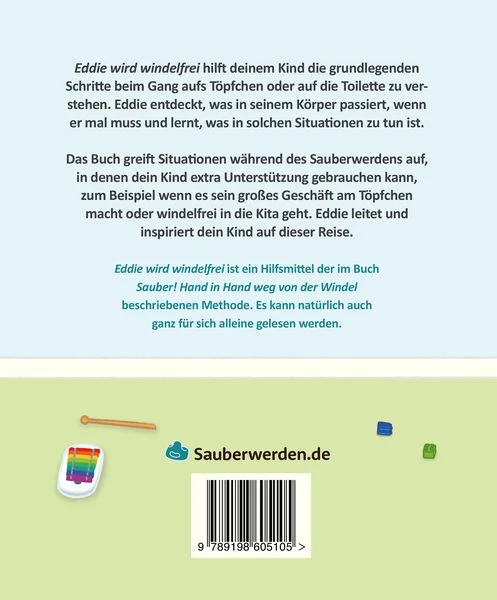 Eddie wird windelfrei hilft deinem Kind die grundlegenden
Schritte beim Gang aufs Töpfchen oder auf die Toilette zu ver-
stehen. Eddie entdeckt, was in seinem Körper passiert, wenn
er mal muss und lernt, was in solchen Situationen zu tun ist.
Das Buch greift Situationen während des Sauberwerdens auf,
in denen dein Kind extra Unterstützung gebrauchen kann,
zum Beispiel wenn es sein großes Geschäft am Töpfchen
macht oder windelfrei in die Kita geht. Eddie leitet und
inspiriert dein Kind auf dieser Reise.
Eddie wird windelfrei ist ein Hilfsmittel der im Buch
Sauber! Hand in Hand weg von der Windel
beschriebenen Methode. Es kann natürlich auch
ganz für sich alleine gelesen werden.
Sauberwerden.de
9 789198 605105 >